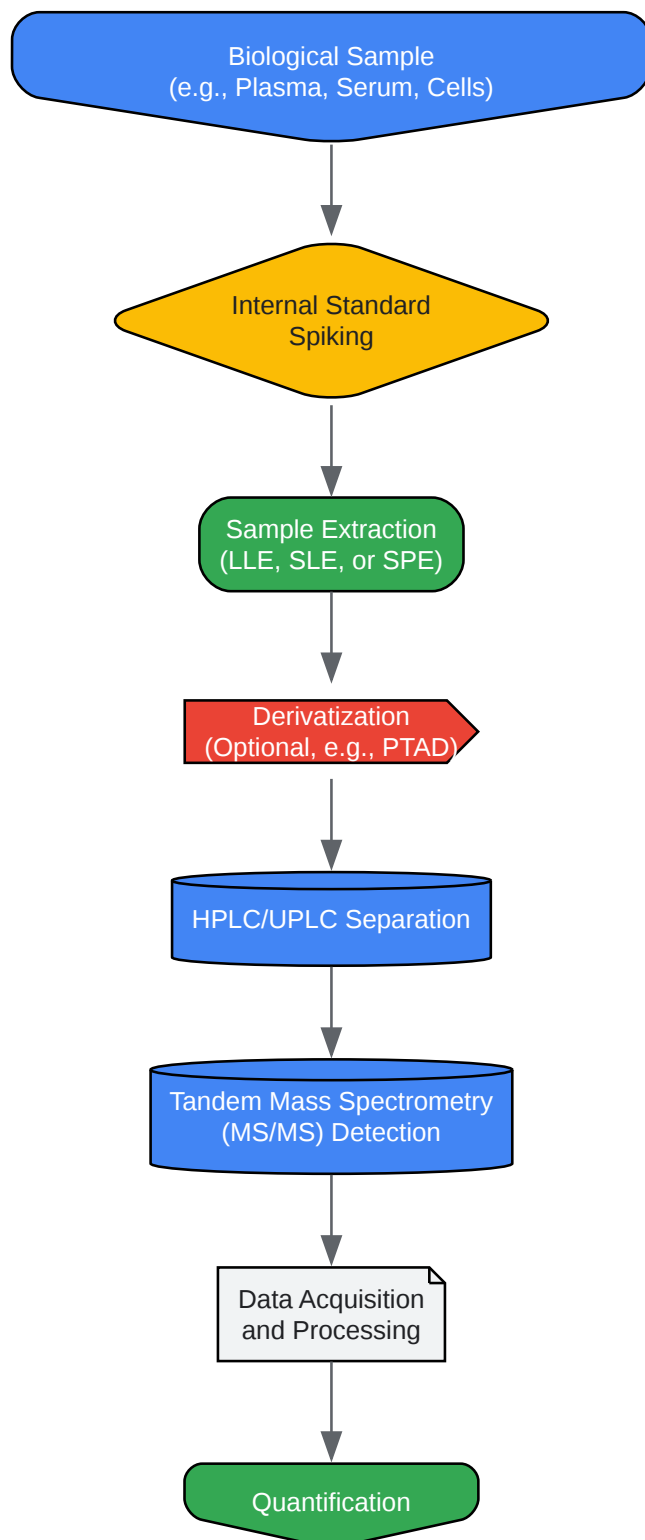 Biological Sample
(e.g., Plasma, Serum, Cells)
Internal Standard
Spiking
Sample Extraction
(LLE, SLE, or SPE)
Derivatization
(Optional, e.g., PTAD)
HPLC/UPLC Separation
Tandem Mass Spectrometry
(MS/MS) Detection
Data Acquisition
and Processing
Quantification